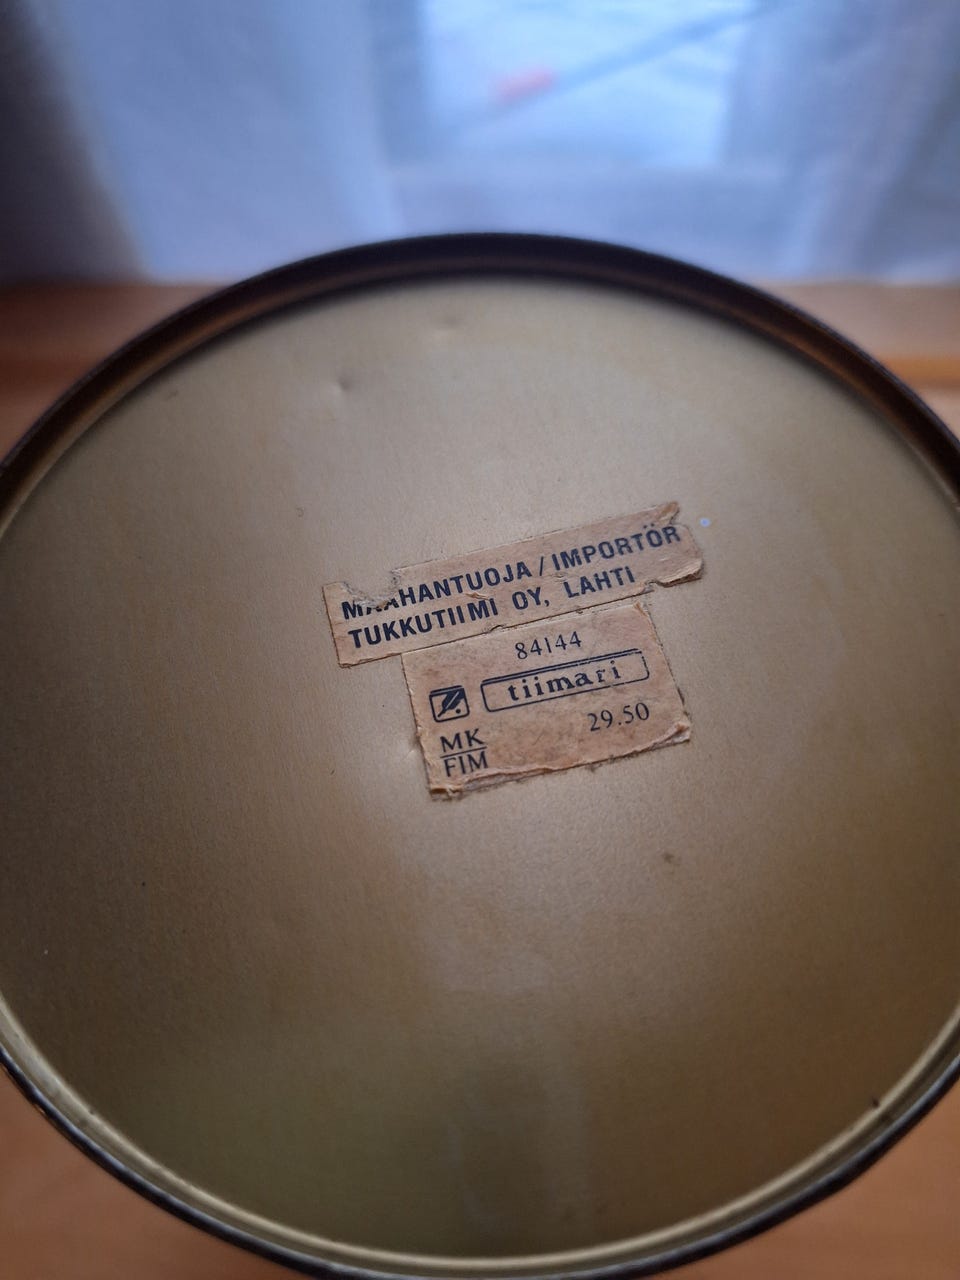 MAAHANTUOJA / IMPORTÖR
TUKKUTIIMI OY, LAHTI
84144
tiimari
MK 29.50
FIM